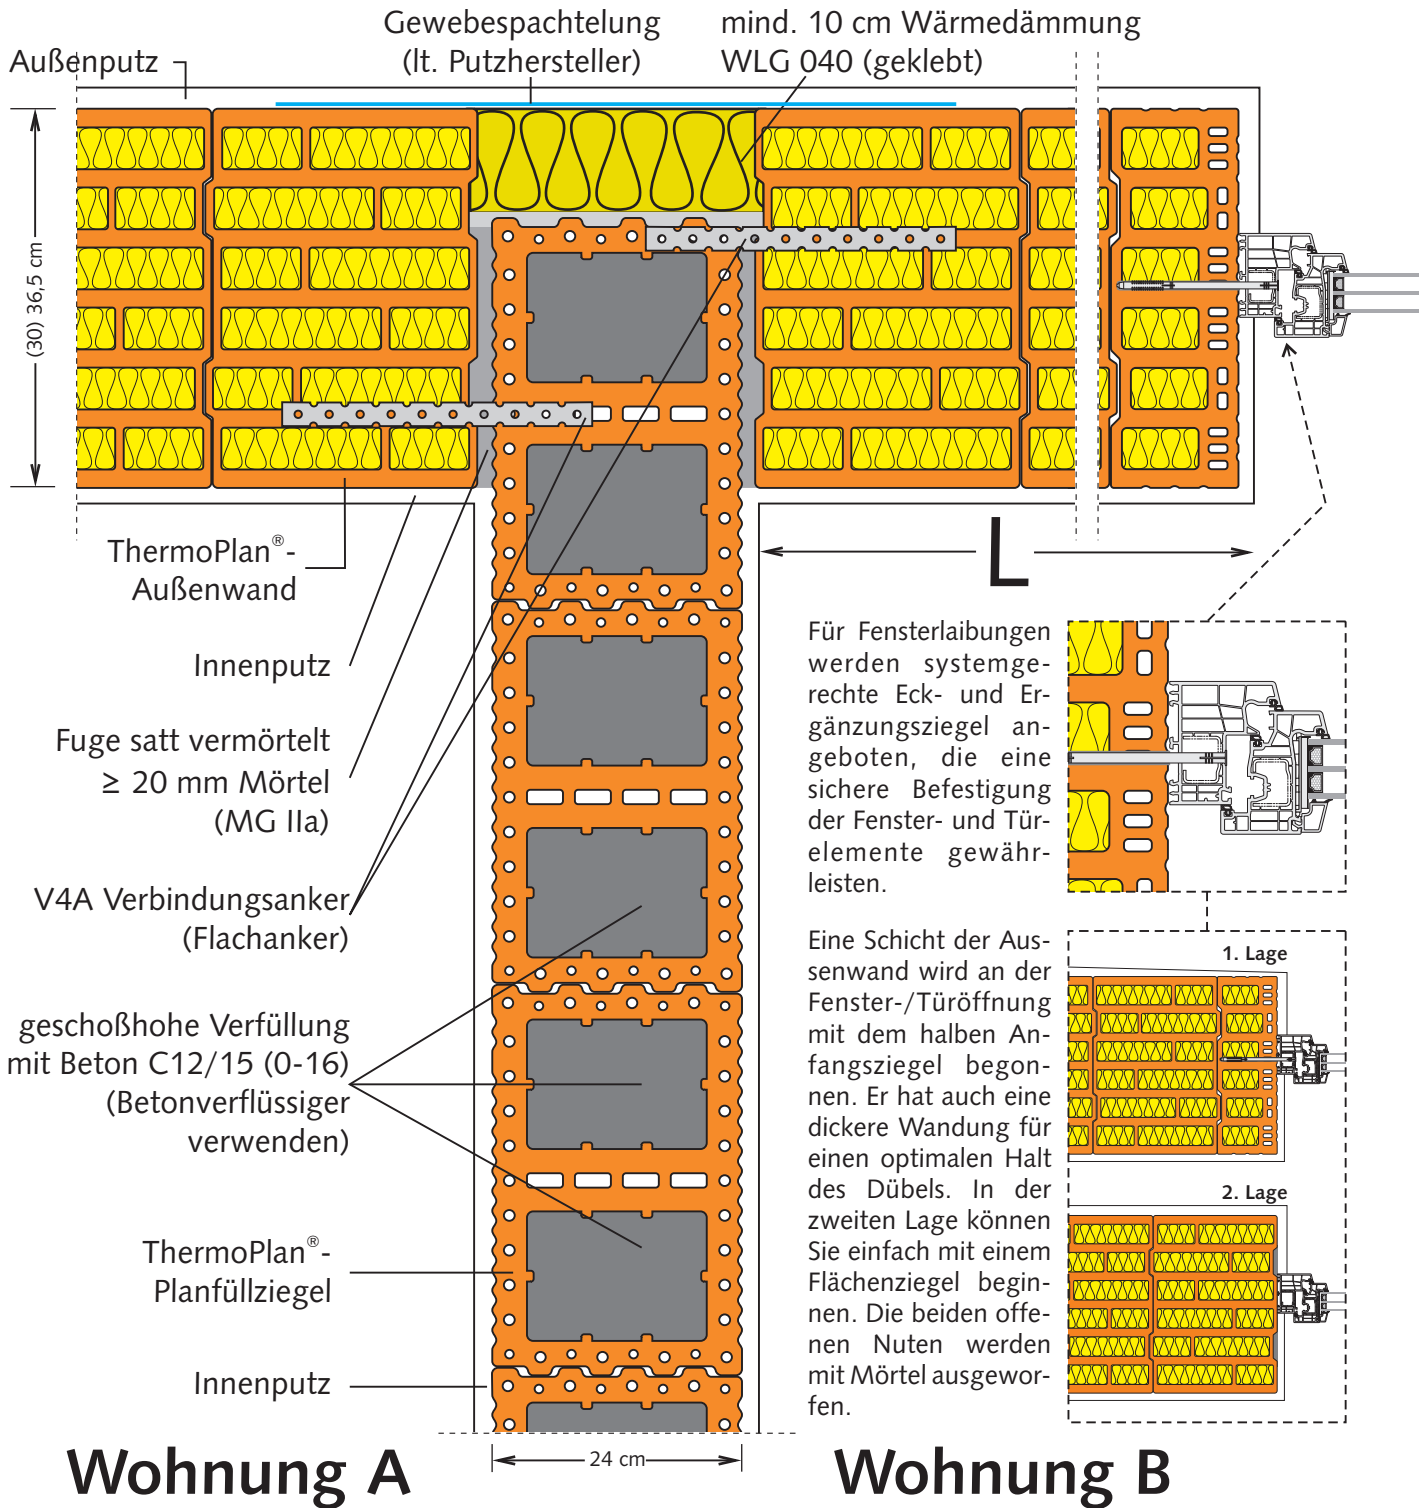 Gewebespachtelung
(lt. Putzhersteller)
mind. 10 cm Wärmedämmung
WLG 040 (geklebt)
Außenputz
(30) 36,5 cm
ThermoPlan®-
Außenwand
Innenputz
Fuge satt vermörtelt
≥ 20 mm Mörtel
(MG IIa)
V4A Verbindungsanker
(Flachanker)
geschoßhohe Verfüllung
mit Beton C12/15 (0-16)
(Betonverflüssiger
verwenden)
ThermoPlan®-
Planfüllziegel
Innenputz
L
Für Fensterlaibungen
werden systemge-
rechte Eck- und Er-
gänzungsziegel an-
geboten, die eine
sichere Befestigung
der Fenster- und Tür-
elemente gewähr-
leisten.
Eine Schicht der Aus-
senwand wird an der
Fenster-/Türöffnung
mit dem halben An-
fangsziegel begon-
nen. Er hat auch eine
dickere Wandung für
einen optimalen Halt
des Dübels. In der
zweiten Lage können
Sie einfach mit einem
Flächenziegel begin-
nen. Die beiden offe-
nen Nuten werden
mit Mörtel ausgewor-
fen.
1. Lage
2. Lage
24 cm
Wohnung A
Wohnung B